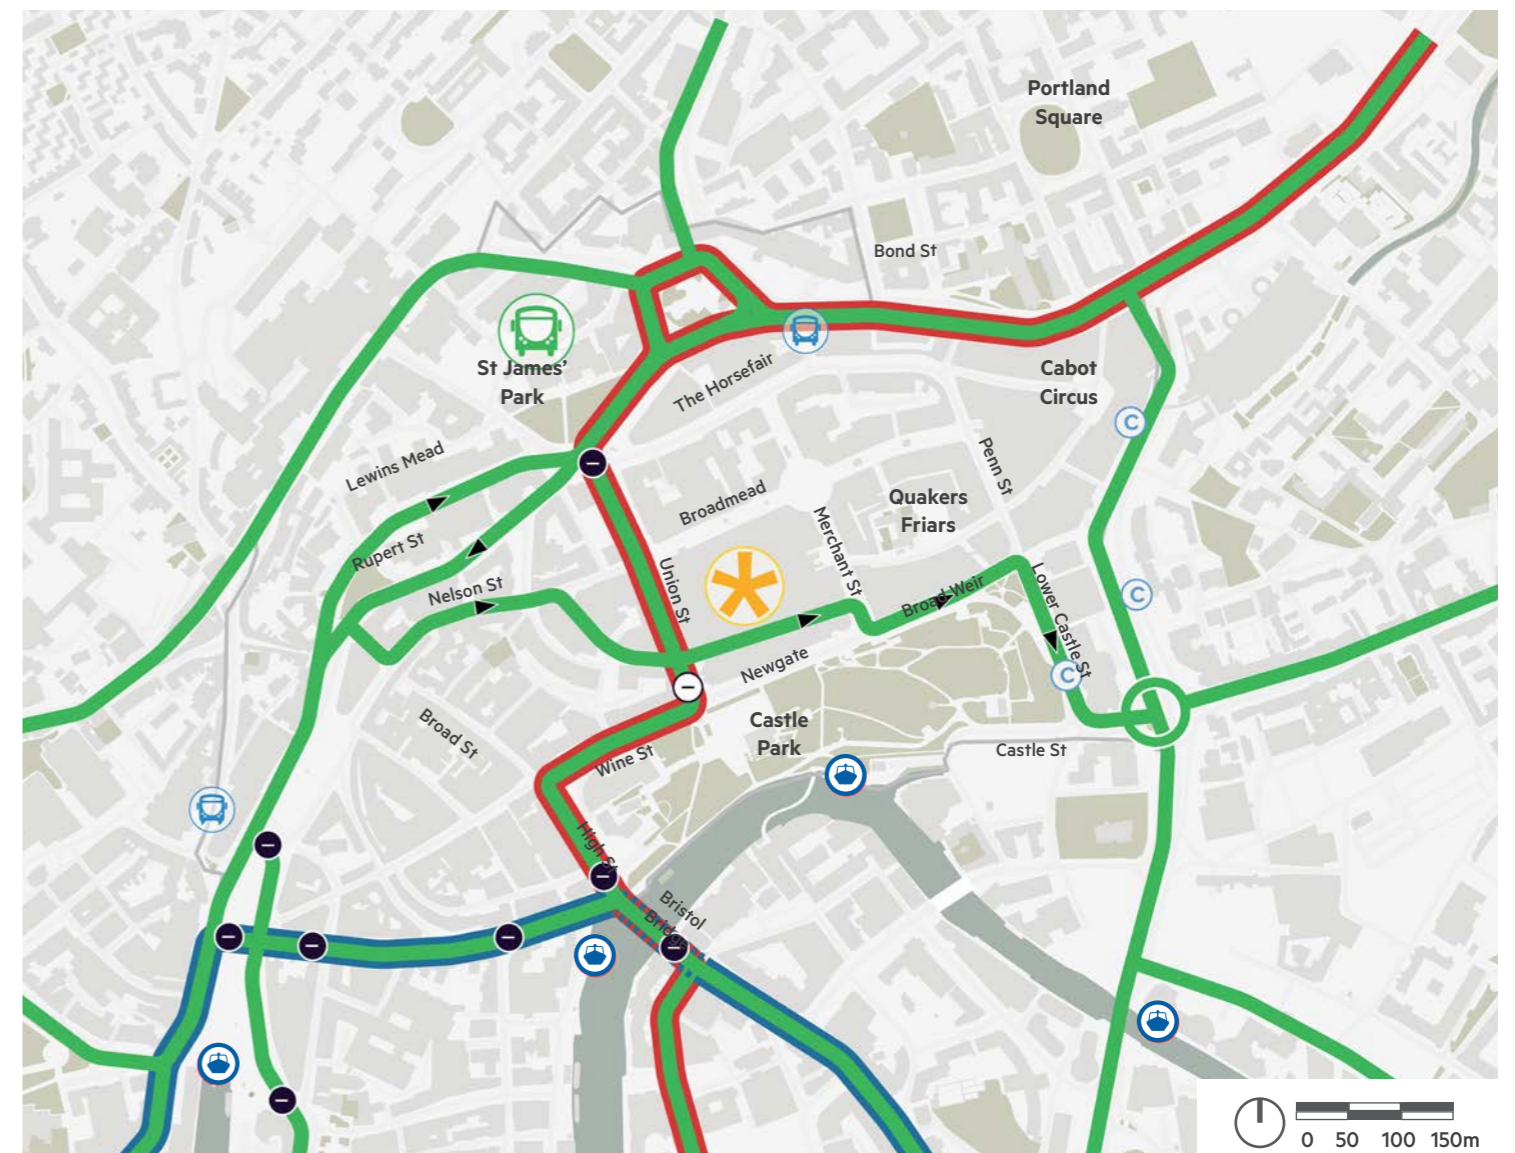 Portland
Square
Bond St
St James'
Park
The Horsefair
Cabot
Circus
C
Lewins Mead
Penn St
Broadmead
Quakers
Friars
Merchant St
Rupert St
Union St
Nelson St
Broad Weir
Lower Castle St
C
C
Newgate
Broad St
Castle
Park
Wine St
Castle St
High St
Bristol
Bridge
0 50 100 150m